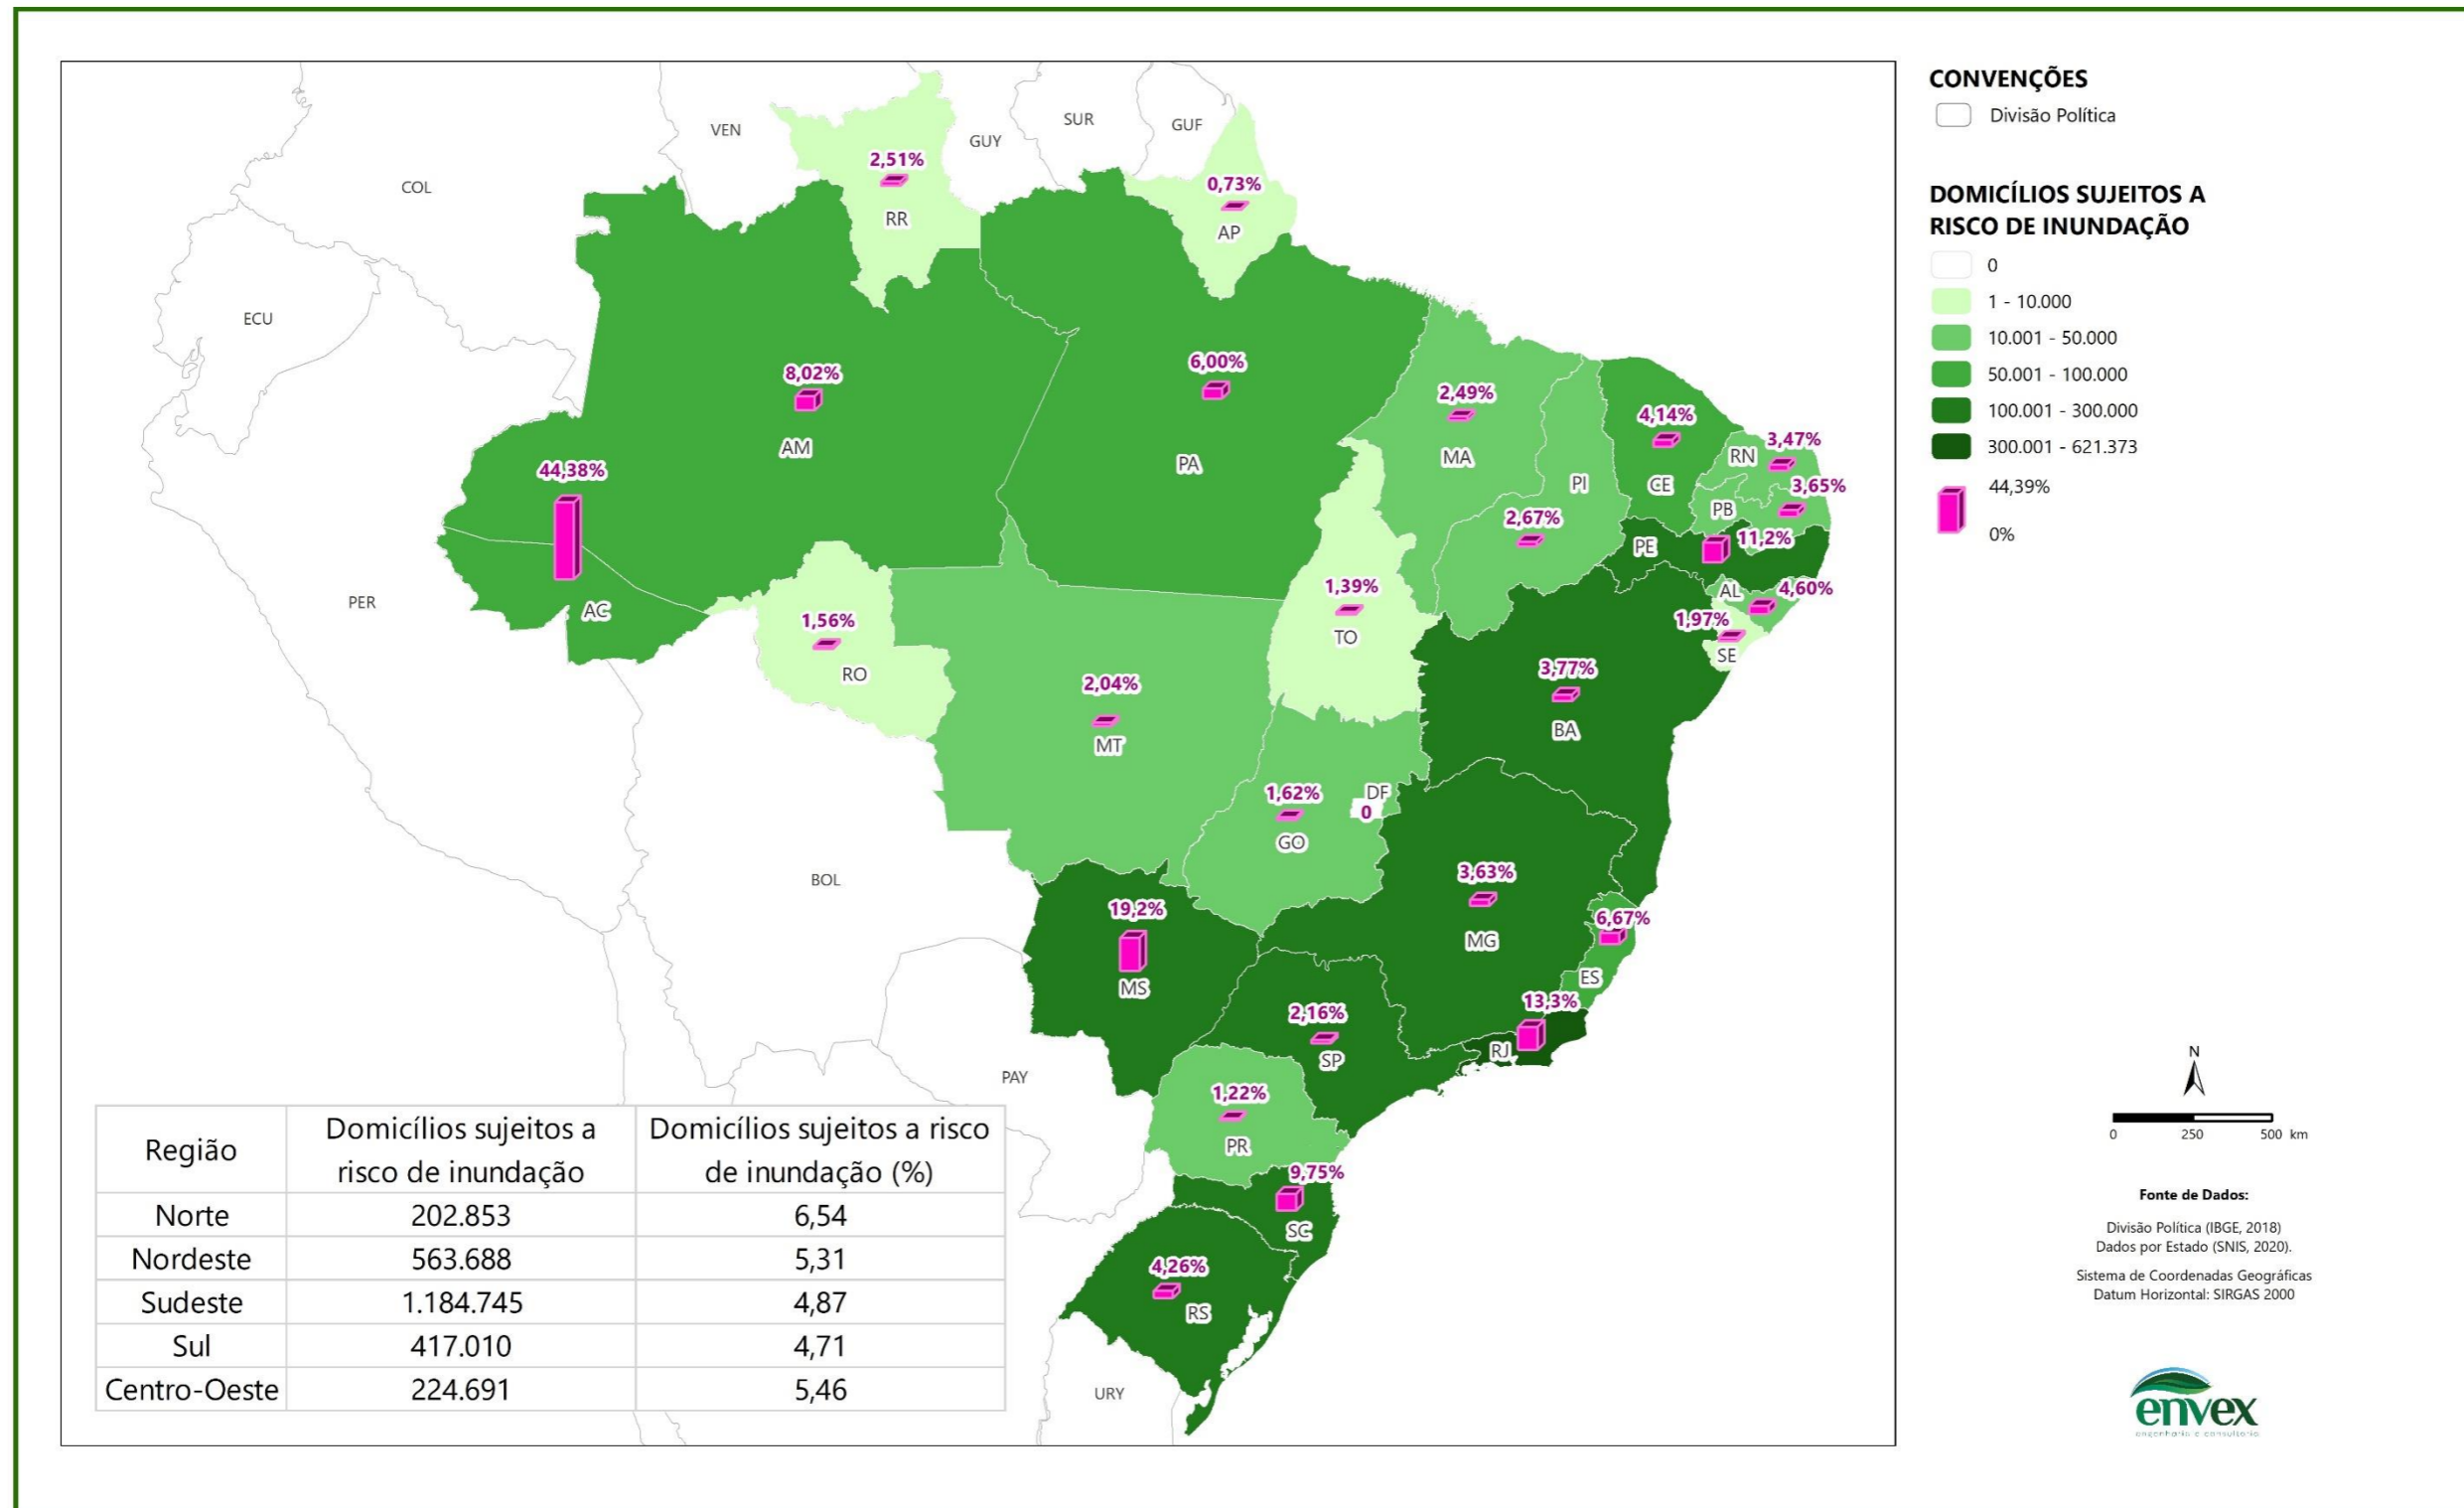 VEN
GUY
SUR
GUF
COL
ECU
PER
BOL
PAY
URY
2,51%
RR
0,73%
AP
8,02%
AM
6,00%
PA
44,38%
AC
1,56%
RO
2,49%
MA
2,67%
PI
4,14%
CE
3,47%
RN
3,65%
PB
11,2%
PE
4,60%
AL
1,97%
SE
1,39%
TO
3,77%
BA
2,04%
MT
1,62%
GO
DF
0
19,2%
MS
3,63%
MG
6,67%
ES
13,3%
RJ
2,16%
SP
1,22%
PR
9,75%
SC
4,26%
RS
Região Domicílios sujeitos a risco de inundação Domicílios sujeitos a risco de inundação (%)
Norte 202.853 6,54
Nordeste 563.688 5,31
Sudeste 1.184.745 4,87
Sul 417.010 4,71
Centro-Oeste 224.691 5,46
CONVENÇÕES
Divisão Política
DOMICÍLIOS SUJEITOS A
RISCO DE INUNDAÇÃO
0
1 - 10.000
10.001 - 50.000
50.001 - 100.000
100.001 - 300.000
300.001 - 621.373
44,39%
0%
N
0 250 500 km
Fonte de Dados:
Divisão Política (IBGE, 2018)
Dados por Estado (SNIS, 2020).
Sistema de Coordenadas Geográficas
Datum Horizontal: SIRGAS 2000
envex
engenharia e consultoria